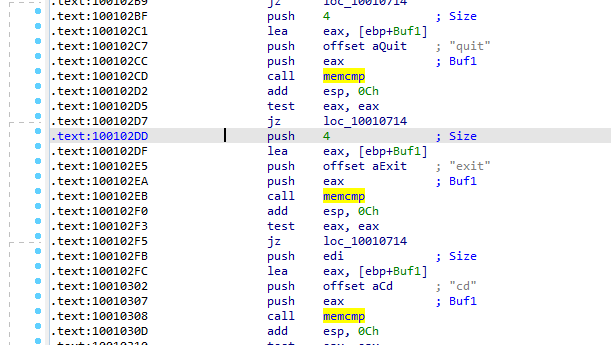 .text:100102B9 jz loc_10010714
.text:100102BF push 4 ; Size
.text:100102C1 lea eax, [ebp+Buf1]
.text:100102C7 push offset aQuit ; "quit"
.text:100102CC push eax ; Buf1
.text:100102CD call memcmp
.text:100102D2 add esp, 0Ch
.text:100102D5 test eax, eax
.text:100102D7 jz loc_10010714
.text:100102DD push 4 ; Size
.text:100102DF lea eax, [ebp+Buf1]
.text:100102E5 push offset aExit ; "exit"
.text:100102EA push eax ; Buf1
.text:100102EB call memcmp
.text:100102F0 add esp, 0Ch
.text:100102F3 test eax, eax
.text:100102F5 jz loc_10010714
.text:100102FB push edi ; Size
.text:100102FC lea eax, [ebp+Buf1]
.text:10010302 push offset aCd ; "cd"
.text:10010307 push eax ; Buf1
.text:10010308 call memcmp
.text:1001030D add esp, 0Ch
.text:10010310 test eax, eax